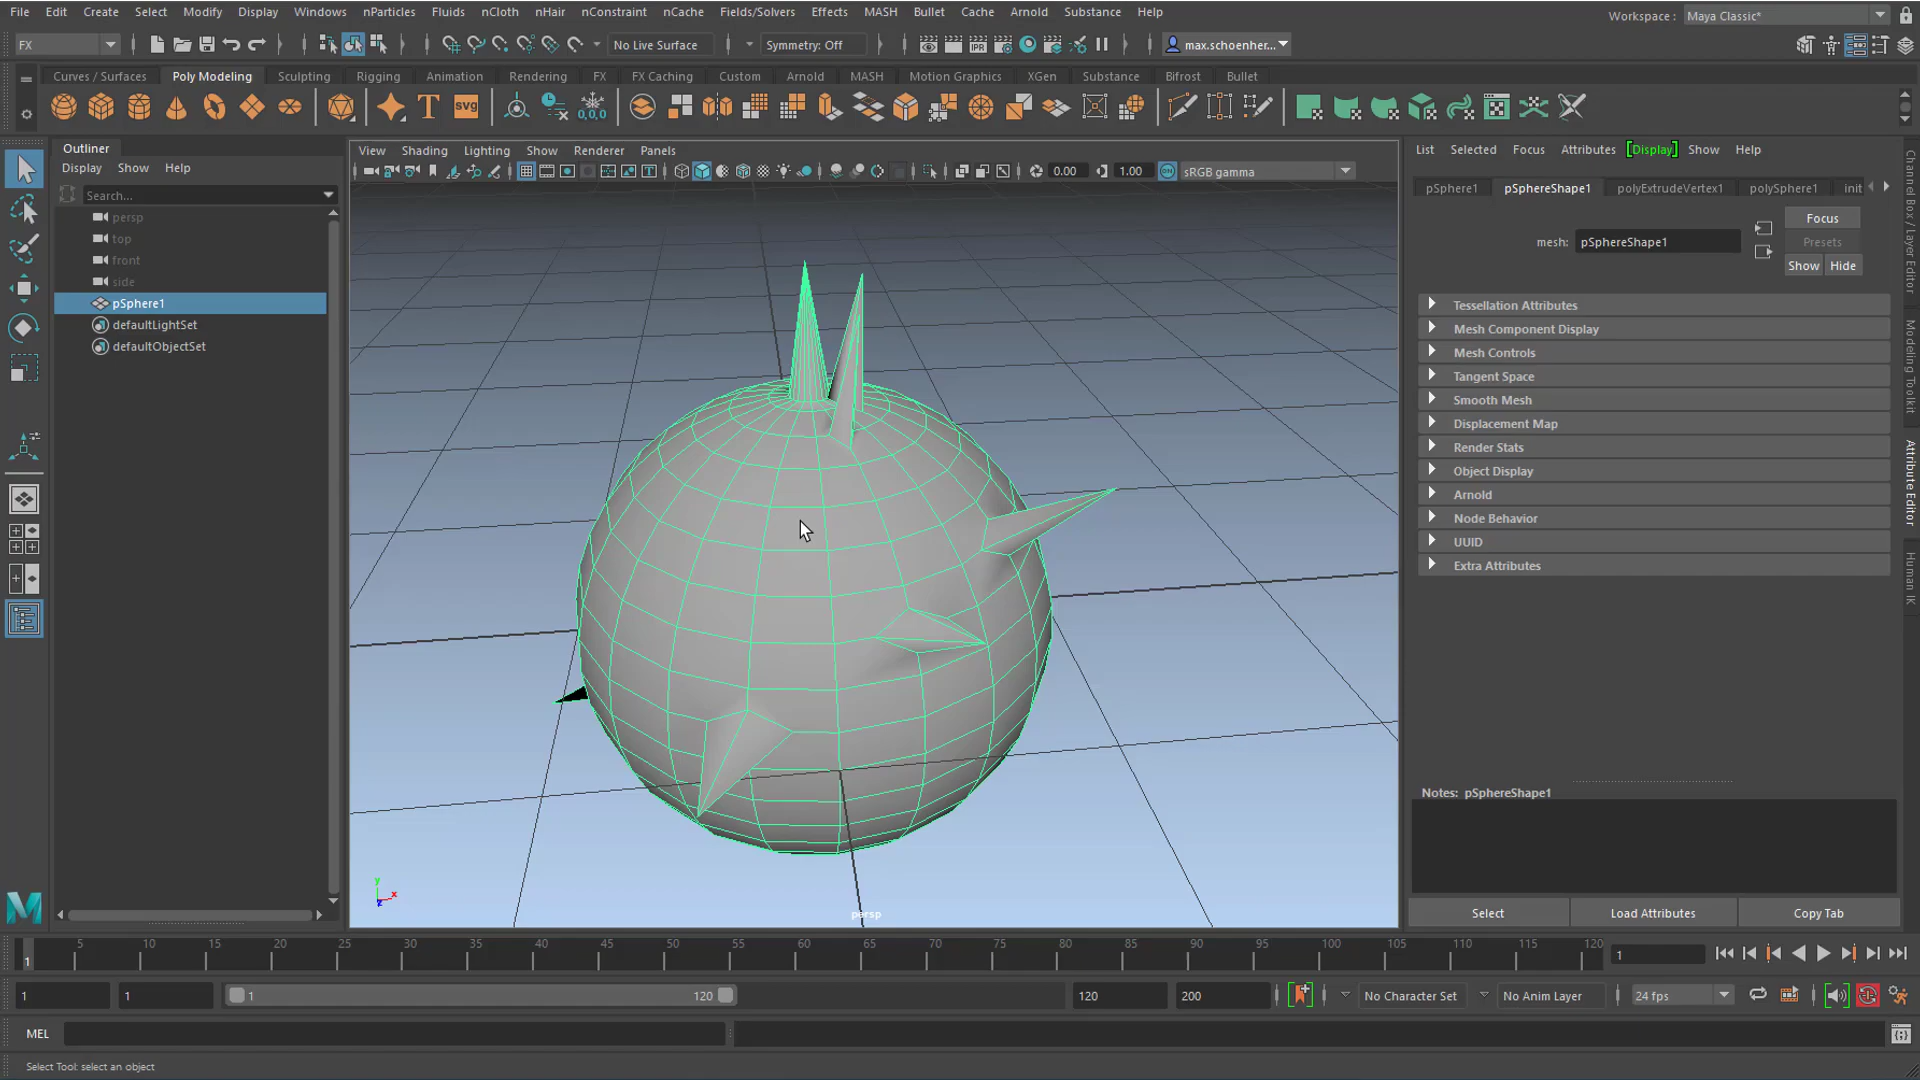 File Edit Create Select Modify Display Windows nParticles Fluids nCloth nHair nConstraint nCache Fields/Solvers Effects MASH Bullet Cache Arnold Substance Help
Workspace : Maya Classic*
FX No Live Surface Symmetry: Off max.schoenher...
Curves / Surfaces Poly Modeling Sculpting Rigging Animation Rendering FX FX Caching Custom Arnold MASH Motion Graphics XGen Substance Bifrost Bullet
T SVG 0,0,0
Outliner
Display Show Help
Search...
persp
top
front
side
pSphere1
defaultLightSet
defaultObjectSet
View Shading Lighting Show Renderer Panels
IPR 0.00 1.00 ON sRGB gamma
y
x
z
persp
List Selected Focus Attributes [Display] Show Help
pSphere1 pSphereShape1 polyExtrudeVertex1 polySphere1 init
Focus
mesh: pSphereShape1
Presets
Show Hide
Tessellation Attributes
Mesh Component Display
Mesh Controls
Tangent Space
Smooth Mesh
Displacement Map
Render Stats
Object Display
Arnold
Node Behavior
UUID
Extra Attributes
Notes: pSphereShape1
Select Load Attributes Copy Tab
Channel Box / Layer Editor
Modeling Toolkit
Attribute Editor
Human IK
5 10 15 20 25 30 35 40 45 50 55 60 65 70 75 80 85 90 95 100 105 110 115 120
1 1
1 1 1 120 120 200 No Character Set No Anim Layer 24 fps
MEL
Select Tool: select an object